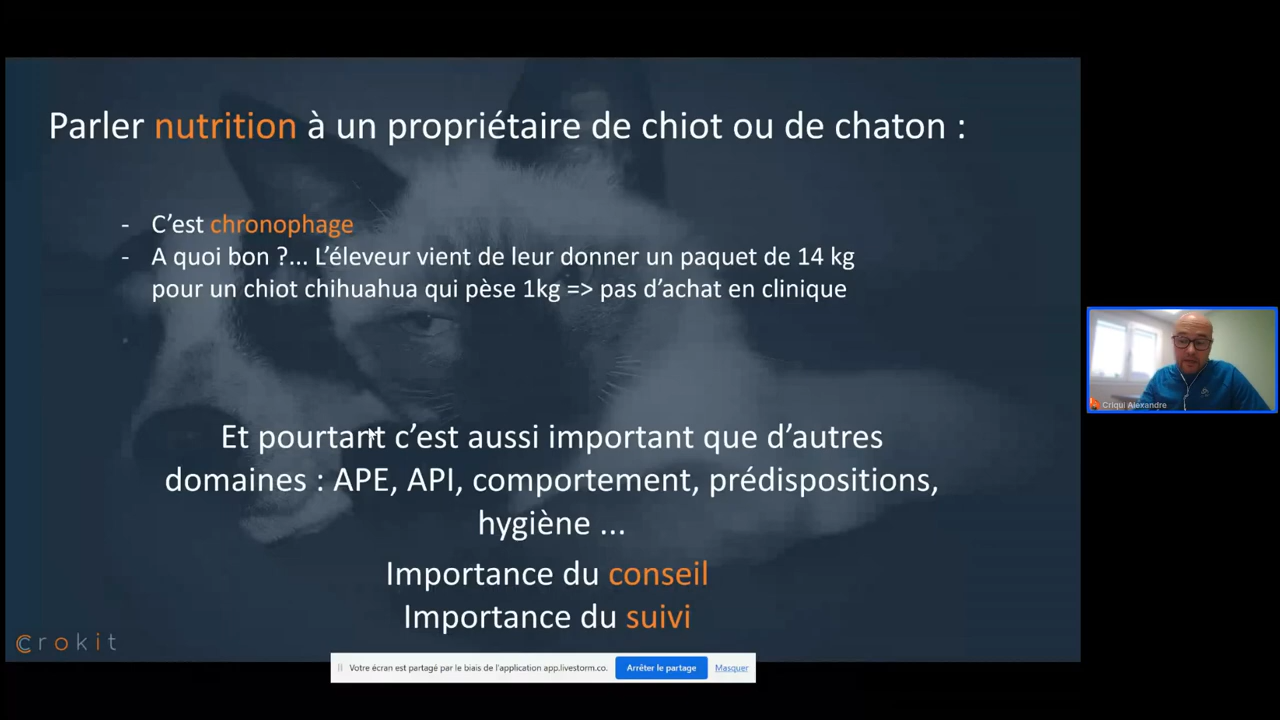 Parler nutrition à un propriétaire de chiot ou de chaton :
- C’est chronophage
- A quoi bon ?... L’éleveur vient de leur donner un paquet de 14 kg
pour un chiot chihuahua qui pèse 1kg => pas d’achat en clinique
Et pourtant c’est aussi important que d’autres
domaines : APE, API, comportement, prédispositions,
hygiène ...
Importance du conseil
Importance du suivi
crokit
Votre écran est partagé par le biais de l'application app.livestorm.co.
Arrêter le partage
Masquer
Criqui Alexandre